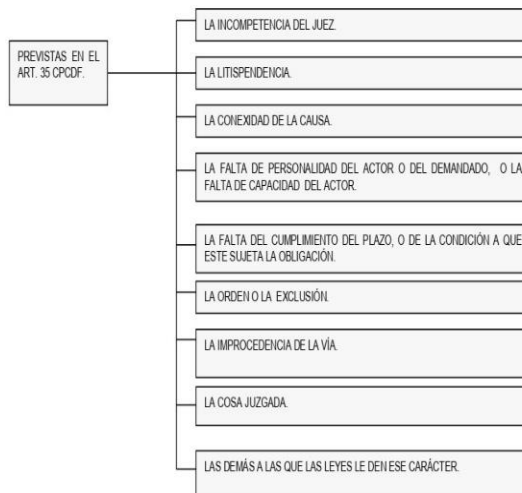 PREVISTAS EN EL
ART. 35 CPCDF.
LA INCOMPETENCIA DEL JUEZ.
LA LITISPENDENCIA.
LA CONEXIDAD DE LA CAUSA.
LA FALTA DE PERSONALIDAD DEL ACTOR O DEL DEMANDADO, O LA
FALTA DE CAPACIDAD DEL ACTOR.
LA FALTA DEL CUMPLIMIENTO DEL PLAZO, O DE LA CONDICIÓN A QUE
ESTE SUJETA LA OBLIGACIÓN.
LA ORDEN O LA EXCLUSIÓN.
LA IMPROCEDENCIA DE LA VÍA.
LA COSA JUZGADA.
LAS DEMÁS A LAS QUE LAS LEYES LE DEN ESE CARÁCTER.